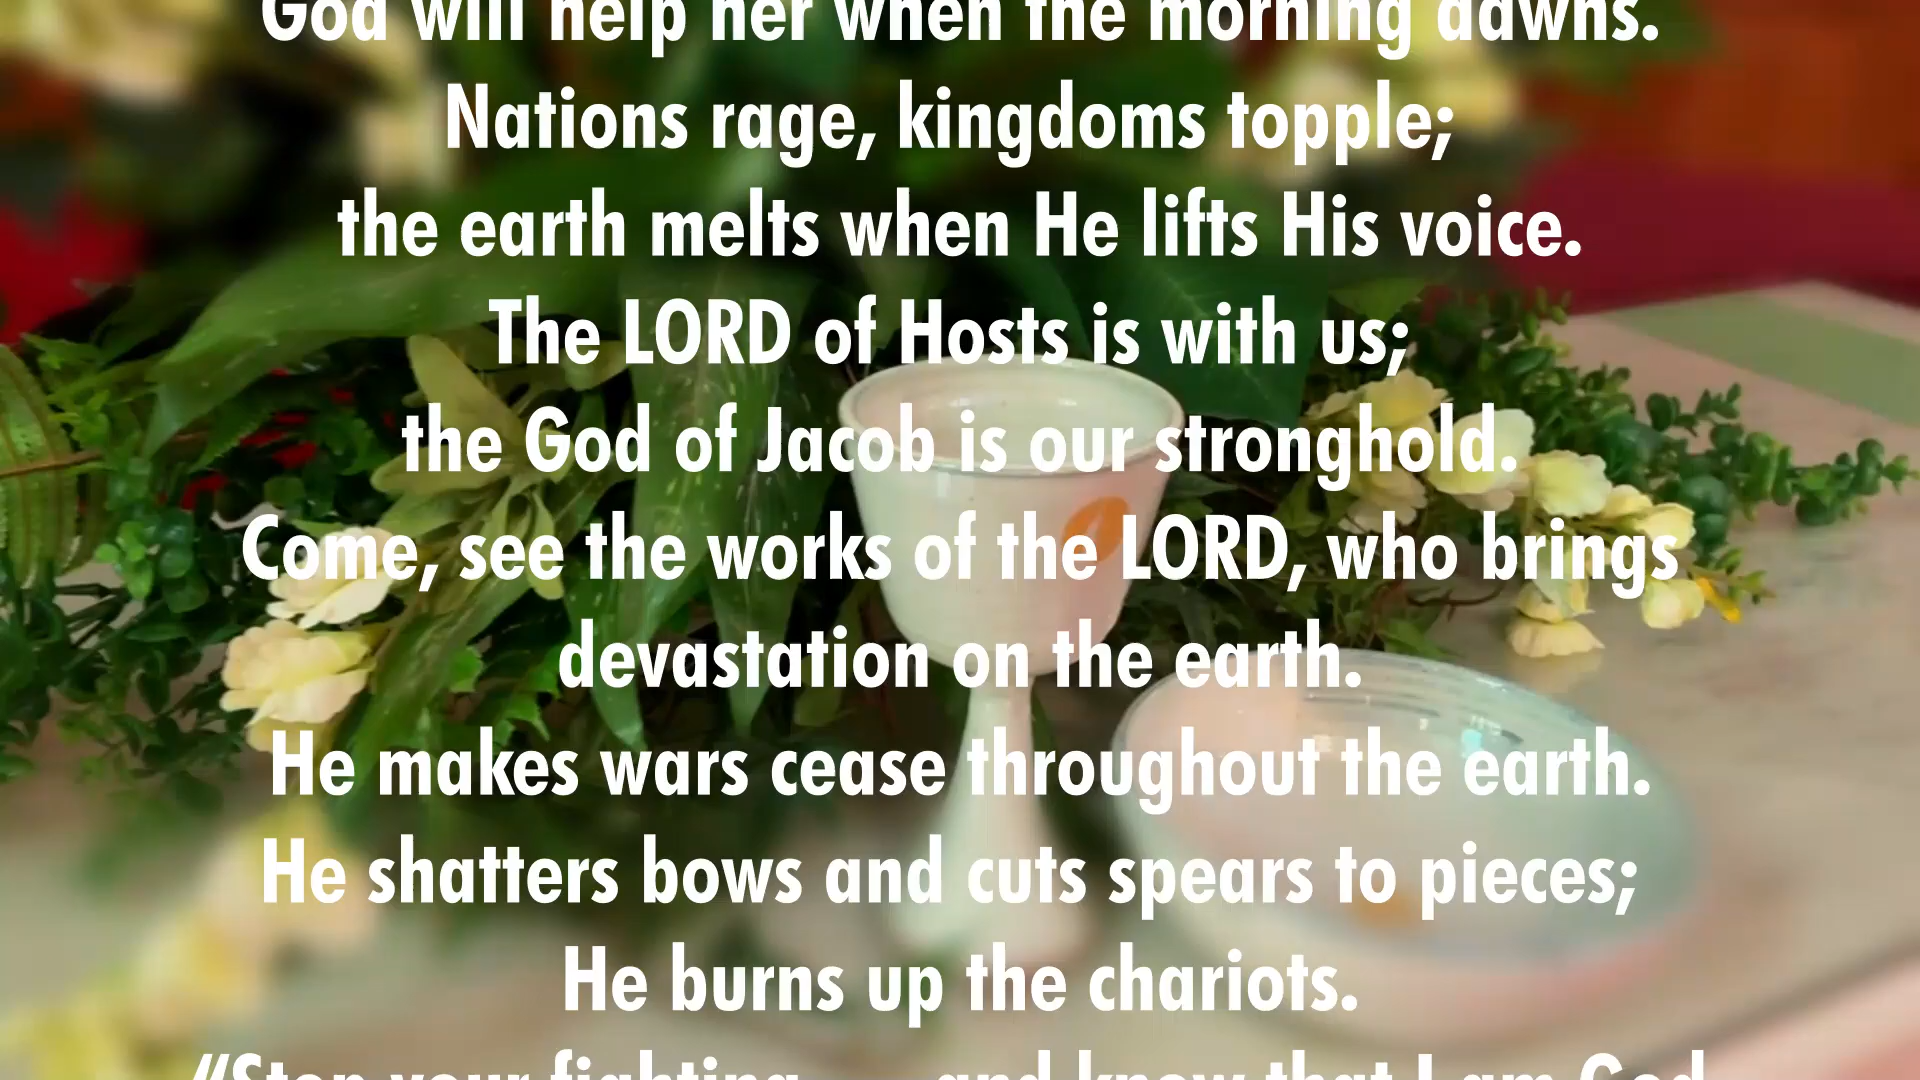 God will help her when the morning dawns.
Nations rage, kingdoms topple;
the earth melts when He lifts His voice.
The LORD of Hosts is with us;
the God of Jacob is our stronghold.
Come, see the works of the LORD, who brings
devastation on the earth.
He makes wars cease throughout the earth.
He shatters bows and cuts spears to pieces;
He burns up the chariots.
“Stop your fighting — and know that I am God,